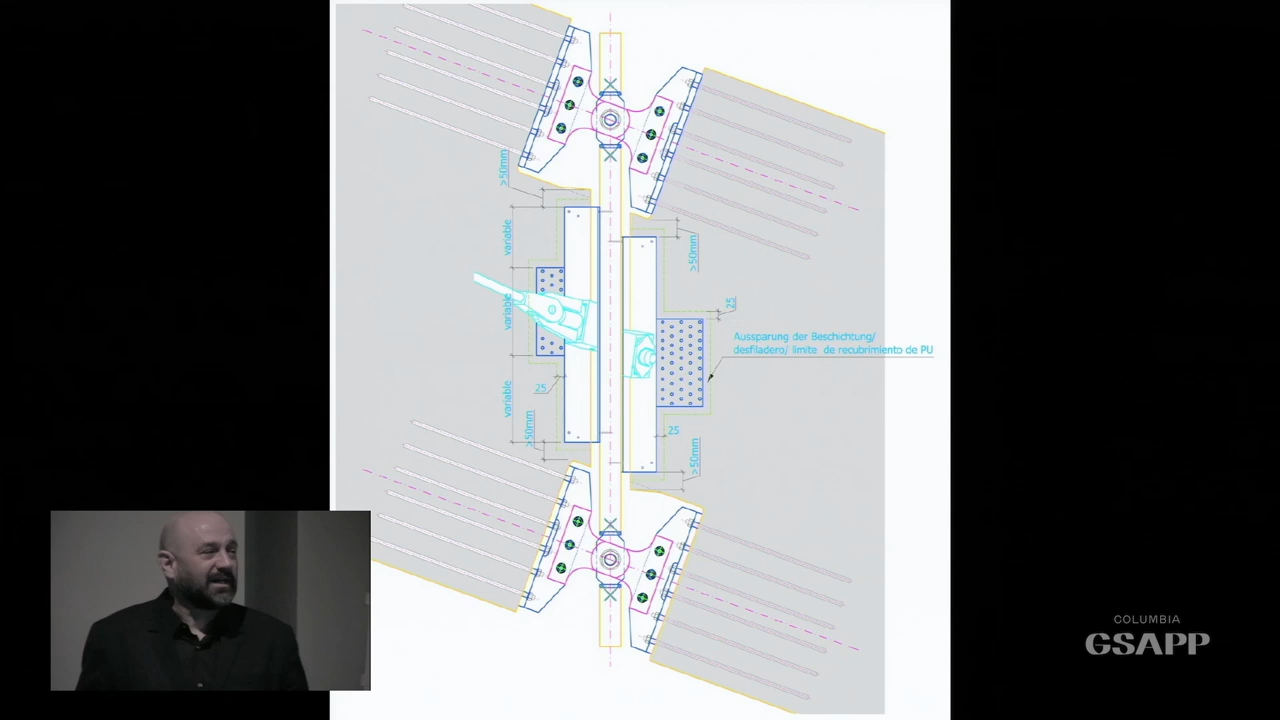 >50mm
variable
>50mm
variable
25
Aussparung der Beschichtung/
desfiladero/ limite de recubrimiento de PU
25
variable
>50mm
25
>50mm
COLUMBIA
GSAPP